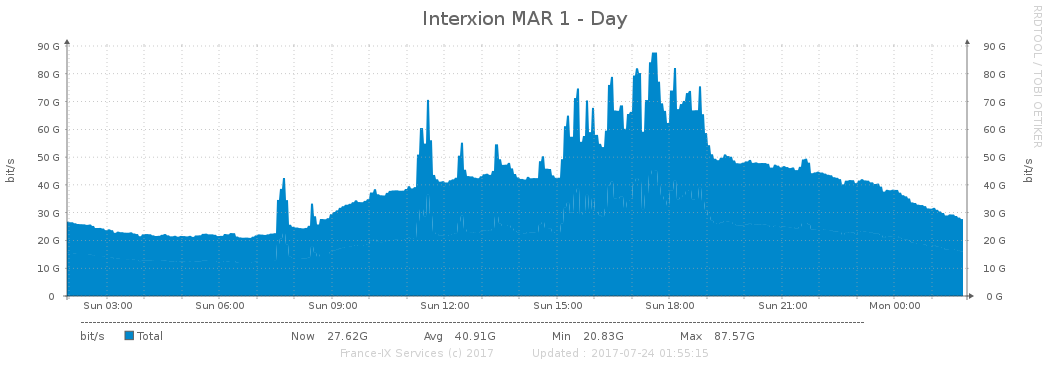 Interxion MAR 1 - Day
RRDTOOL / TOBI OETIKER
bit/s
90 G 90 G
80 G 80 G
70 G 70 G
60 G 60 G
50 G 50 G
40 G 40 G
30 G 30 G
20 G 20 G
10 G 10 G
0 0 G
bit/s
Sun 03:00 Sun 06:00 Sun 09:00 Sun 12:00 Sun 15:00 Sun 18:00 Sun 21:00 Mon 00:00
bit/s Total Now 27.62G Avg 40.91G Min 20.83G Max 87.57G
France-IX Services (c) 2017 Updated : 2017-07-24 01:55:15